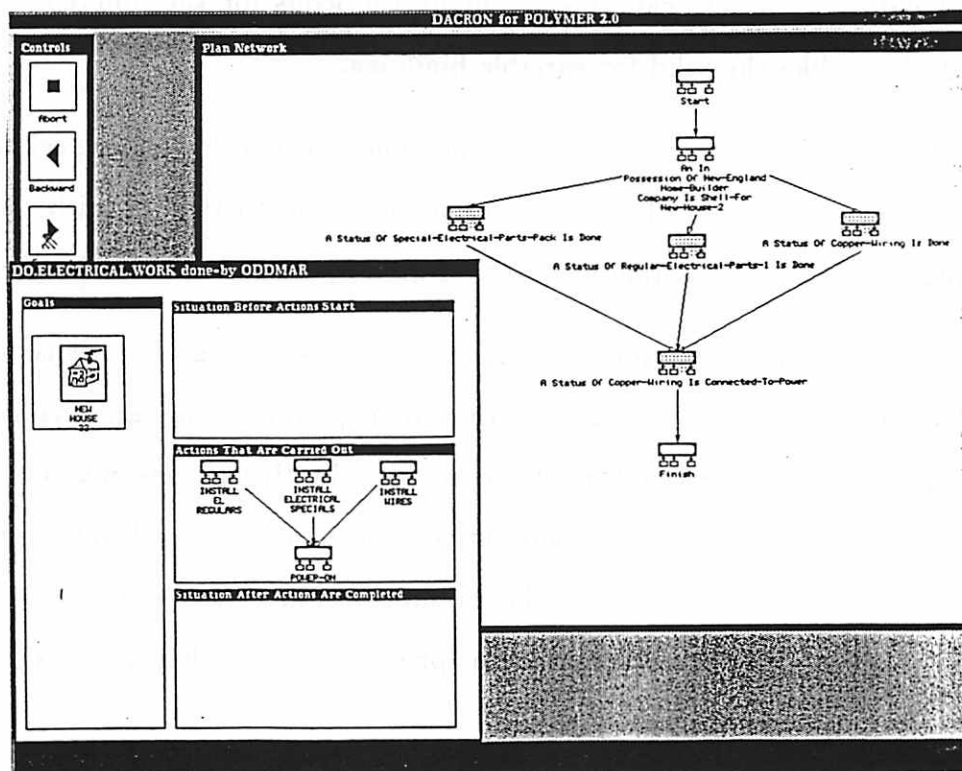 DACRON for POLYMER 2.0
Controls
Abort
Backward
Plan Network
Start
An In
Possession Of New-England
Home-Builder
Company Is Shell-For
New-House-2
A Status Of Special-Electrical-Parts-Pack Is Done
A Status Of Regular-Electrical-Parts-1 Is Done
A Status Of Copper-Wiring Is Done
A Status Of Copper-Wiring Is Connected-To-Power
Finish
DO.ELECTRICAL.WORK done-by ODDMAR
Goals
NEW
HOUSE
Situation Before Actions Start
Actions That Are Carried Out
INSTALL
EL
REGULARS
INSTALL
ELECTRICAL
SPECIALS
INSTALL
WIRES
POWER-ON
Situation After Actions Are Completed